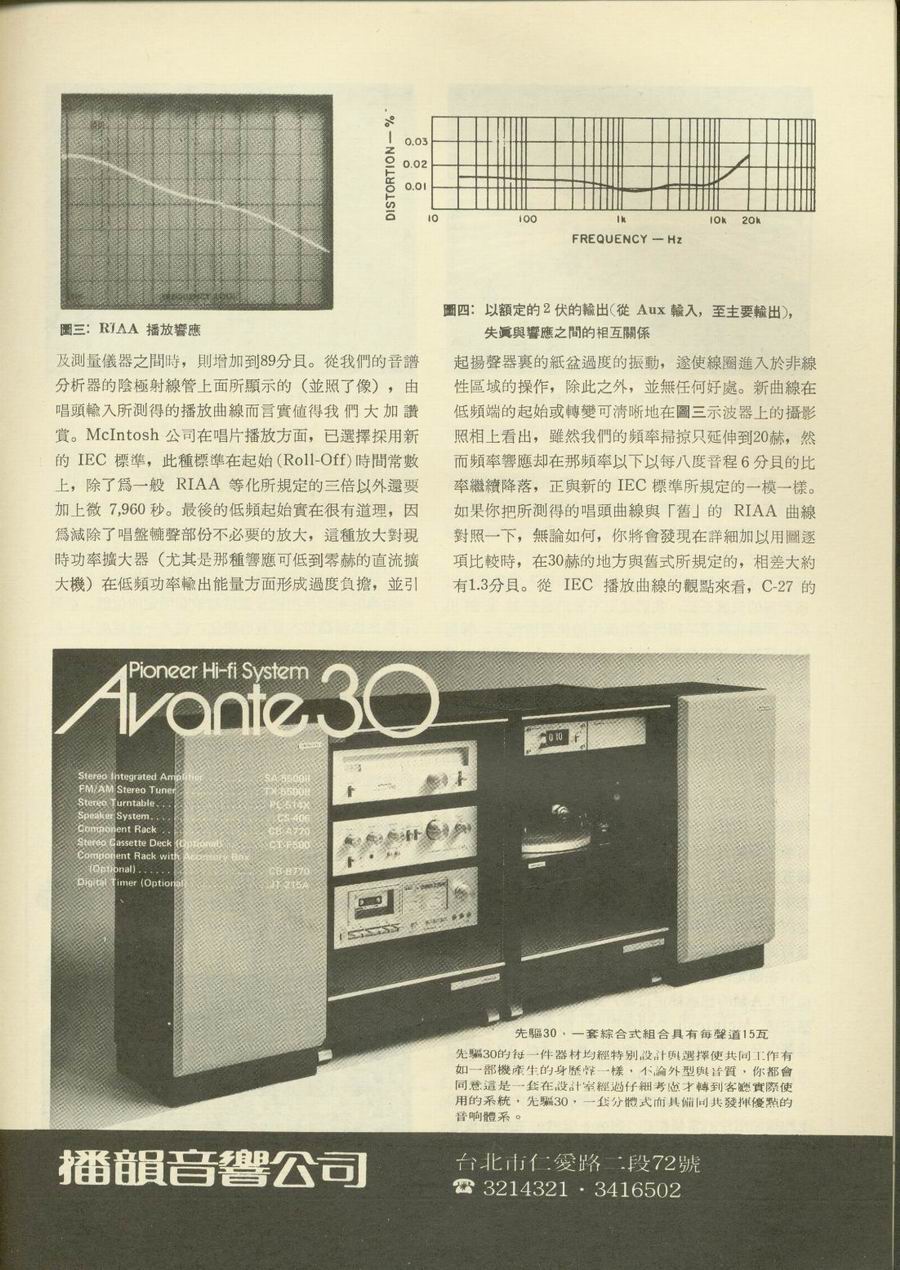 DISTORTION — %
0.03
0.02
0.01
10 100 1k 10k 20k
FREQUENCY — Hz
圖三：RIAA 播放響應
圖四：以額定的2伏的輸出(從 Aux 輸入，至主要輸出)，
失眞與響應之間的相互關係
及測量儀器之間時，則增加到89分貝。從我們的音譜
分析器的陰極射線管上面所顯示的（並照了像），由
唱頭輸入所測得的播放曲線而言實値得我們大加讚
賞。McIntosh 公司在唱片播放方面，已選擇採用新
的 IEC 標準，此種標準在起始(Roll-Off)時間常數
上，除了爲一般 RIAA 等化所規定的三倍以外還要
加上微 7,960 秒。最後的低頻起始實在很有道理，因
爲減除了唱盤轆聲部份不必要的放大，這種放大對現
時功率擴大器（尤其是那種響應可低到零赫的直流擴
大機）在低頻功率輸出能量方面形成過度負擔，並引
起揚聲器裏的紙盆過度的振動，遂使線圈進入於非線
性區域的操作，除此之外，並無任何好處。新曲線在
低頻端的起始或轉變可淸晰地在圖三示波器上的攝影
照相上看出，雖然我們的頻率掃掠只延伸到20赫，然
而頻率響應却在那頻率以下以每八度音程6分貝的比
率繼續降落，正與新的 IEC 標準所規定的一模一樣。
如果你把所測得的唱頭曲線與「舊」的 RIAA 曲線
對照一下，無論如何，你將會發現在詳細加以用圖逐
項比較時，在30赫的地方與舊式所規定的，相差大約
有1.3分貝。從 IEC 播放曲線的觀點來看，C-27 的
Pioneer Hi-fi System
Avante 30
Stereo Integrated Amplifier . . . . . . . SA-5500II
FM/AM Stereo Tuner . . . . . . . TX-5500II
Stereo Turntable . . . . . . . PL-514X
Speaker System . . . . . . . CS-406
Component Rack . . . . . . . CB-A770
Stereo Cassette Deck (Optional) . . . . . . . CT-F500
Component Rack with Accessory Box
(Optional) . . . . . . . CB-B770
Digital Timer (Optional) . . . . . . . JT-215A
先驅30，一套綜合式組合具有每聲道15瓦
先驅30的每一件器材均經特別設計與選擇使共同工作有
如一部機產生的身歷聲一樣，不論外型與音質，你都會
同意這是一套在設計室經過仔細考慮才轉到客廳實際使
用的系統，先驅30，一套分體式而具備同共發揮優點的
音响體系。
播韻音響公司
台北市仁愛路二段72號
☎ 3214321・3416502